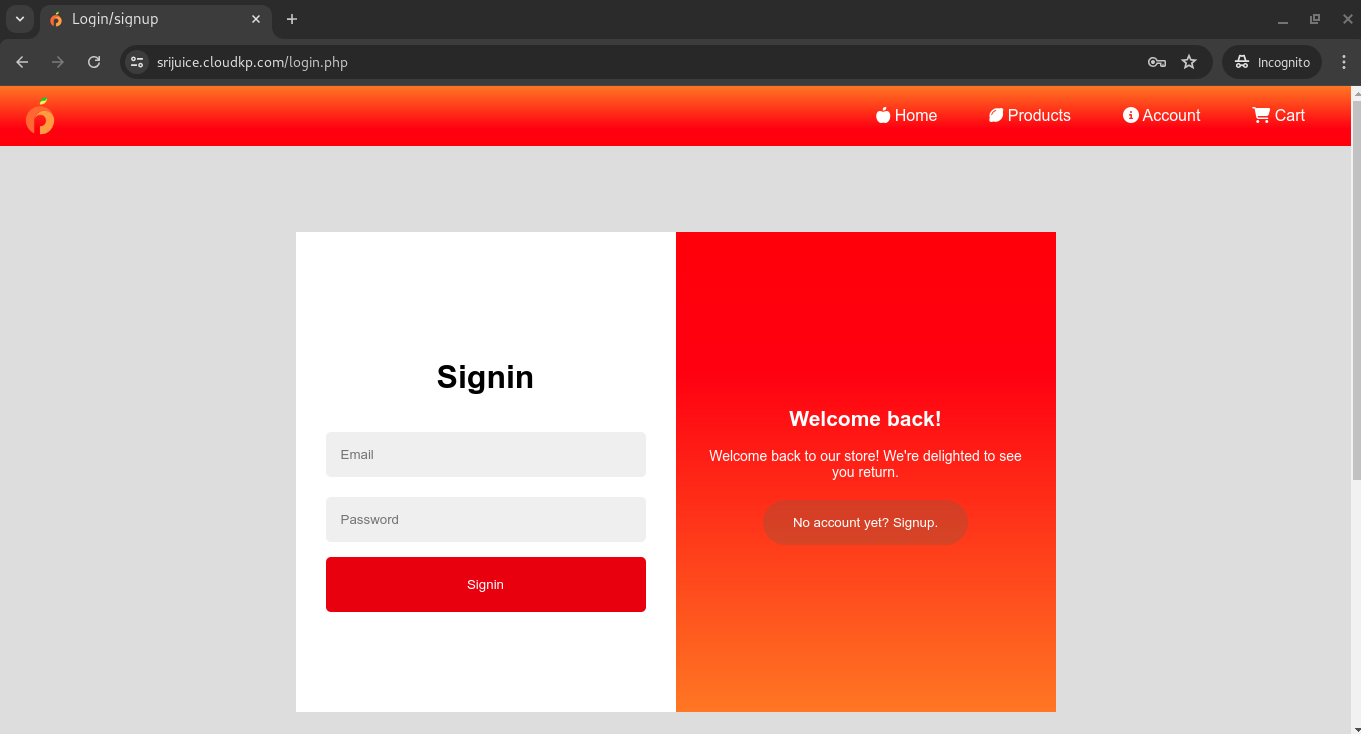 Login/signup
srijuice.cloudkp.com/login.php
Incognito
Home
Products
Account
Cart
Signin
Email
Password
Signin
Welcome back!
Welcome back to our store! We're delighted to see
you return.
No account yet? Signup.